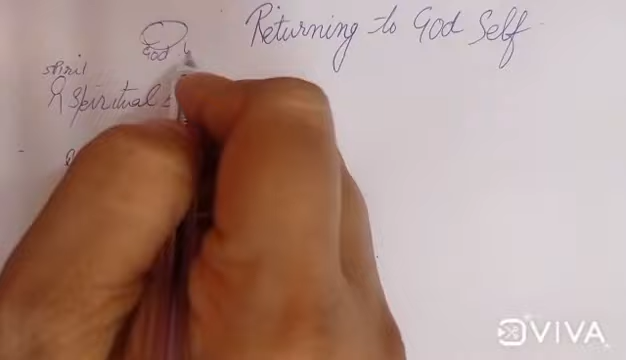 Returning to God Self
God
spirit
Spiritual
VIVA